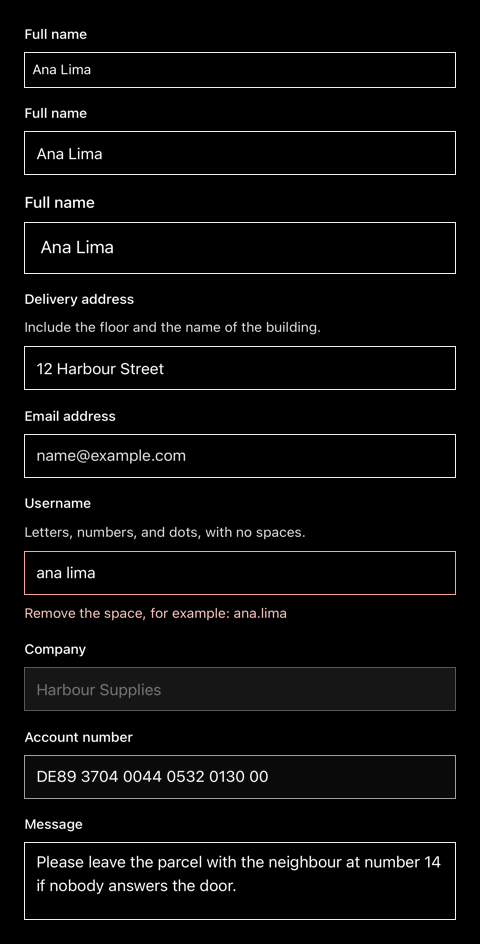 Full name
Ana Lima
Full name
Ana Lima
Full name
Ana Lima
Delivery address
Include the floor and the name of the building.
12 Harbour Street
Email address
name@example.com
Username
Letters, numbers, and dots, with no spaces.
ana lima
Remove the space, for example: ana.lima
Company
Harbour Supplies
Account number
DE89 3704 0044 0532 0130 00
Message
Please leave the parcel with the neighbour at number 14
if nobody answers the door.